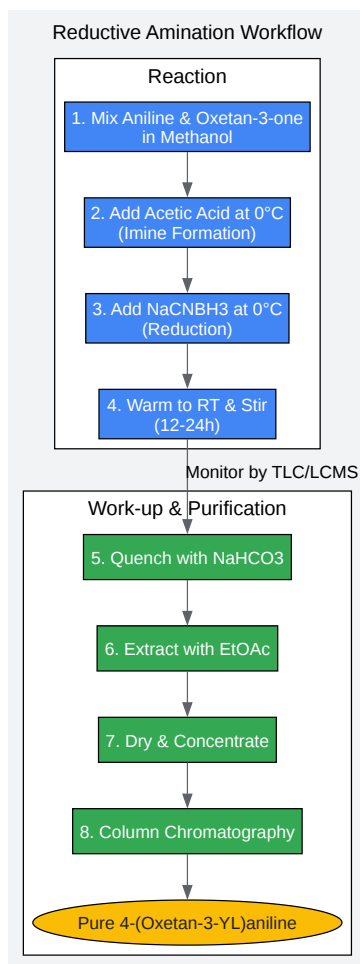 Reductive Amination Workflow
Reaction
1. Mix Aniline & Oxetan-3-one
in Methanol
2. Add Acetic Acid at 0°C
(Imine Formation)
3. Add NaCNBH3 at 0°C
(Reduction)
4. Warm to RT & Stir
(12-24h)
Monitor by TLC/LCMS
Work-up & Purification
5. Quench with NaHCO3
6. Extract with EtOAc
7. Dry & Concentrate
8. Column Chromatography
Pure 4-(Oxetan-3-YL)aniline